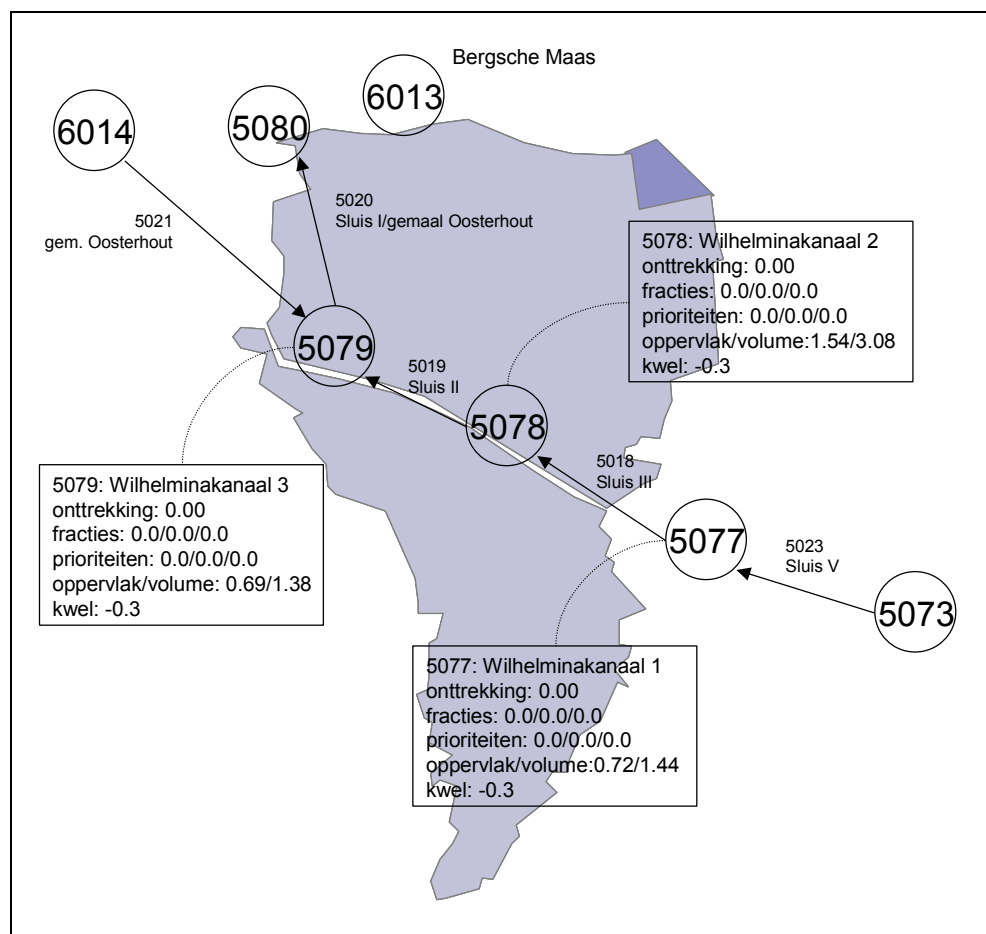 Bergsche Maas
6013
6014
5080
5020
Sluis I/gemaal Oosterhout
5021
gem. Oosterhout
5078: Wilhelminakanaal 2
onttrekking: 0.00
fracties: 0.0/0.0/0.0
prioriteiten: 0.0/0.0/0.0
oppervlak/volume:1.54/3.08
kwel: -0.3
5079
5019
Sluis II
5078
5018
Sluis III
5079: Wilhelminakanaal 3
onttrekking: 0.00
fracties: 0.0/0.0/0.0
prioriteiten: 0.0/0.0/0.0
oppervlak/volume: 0.69/1.38
kwel: -0.3
5077
5023
Sluis V
5073
5077: Wilhelminakanaal 1
onttrekking: 0.00
fracties: 0.0/0.0/0.0
prioriteiten: 0.0/0.0/0.0
oppervlak/volume:0.72/1.44
kwel: -0.3